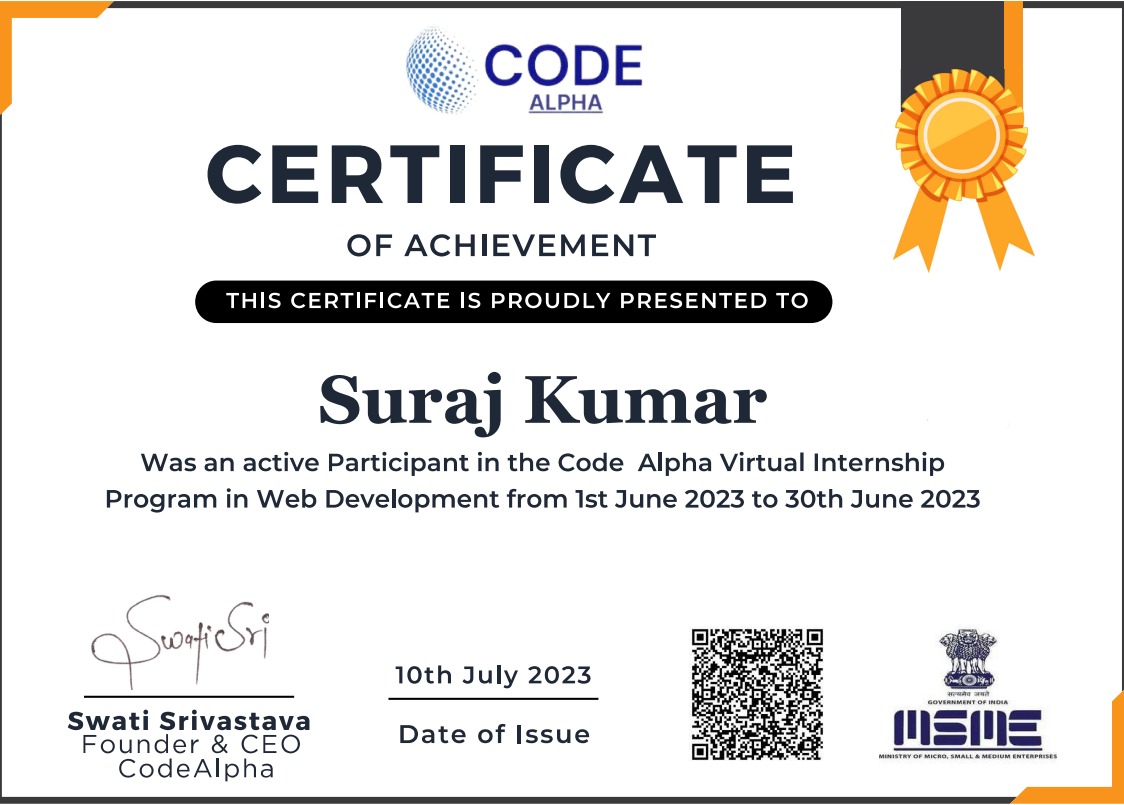 CODE
ALPHA
CERTIFICATE
OF ACHIEVEMENT
THIS CERTIFICATE IS PROUDLY PRESENTED TO
Suraj Kumar
Was an active Participant in the Code Alpha Virtual Internship
Program in Web Development from 1st June 2023 to 30th June 2023
Swati Sri
Swati Srivastava
Founder & CEO
CodeAlpha
10th July 2023
Date of Issue
सत्यमेव जयते
GOVERNMENT OF INDIA
MSME
MINISTRY OF MICRO, SMALL & MEDIUM ENTERPRISES